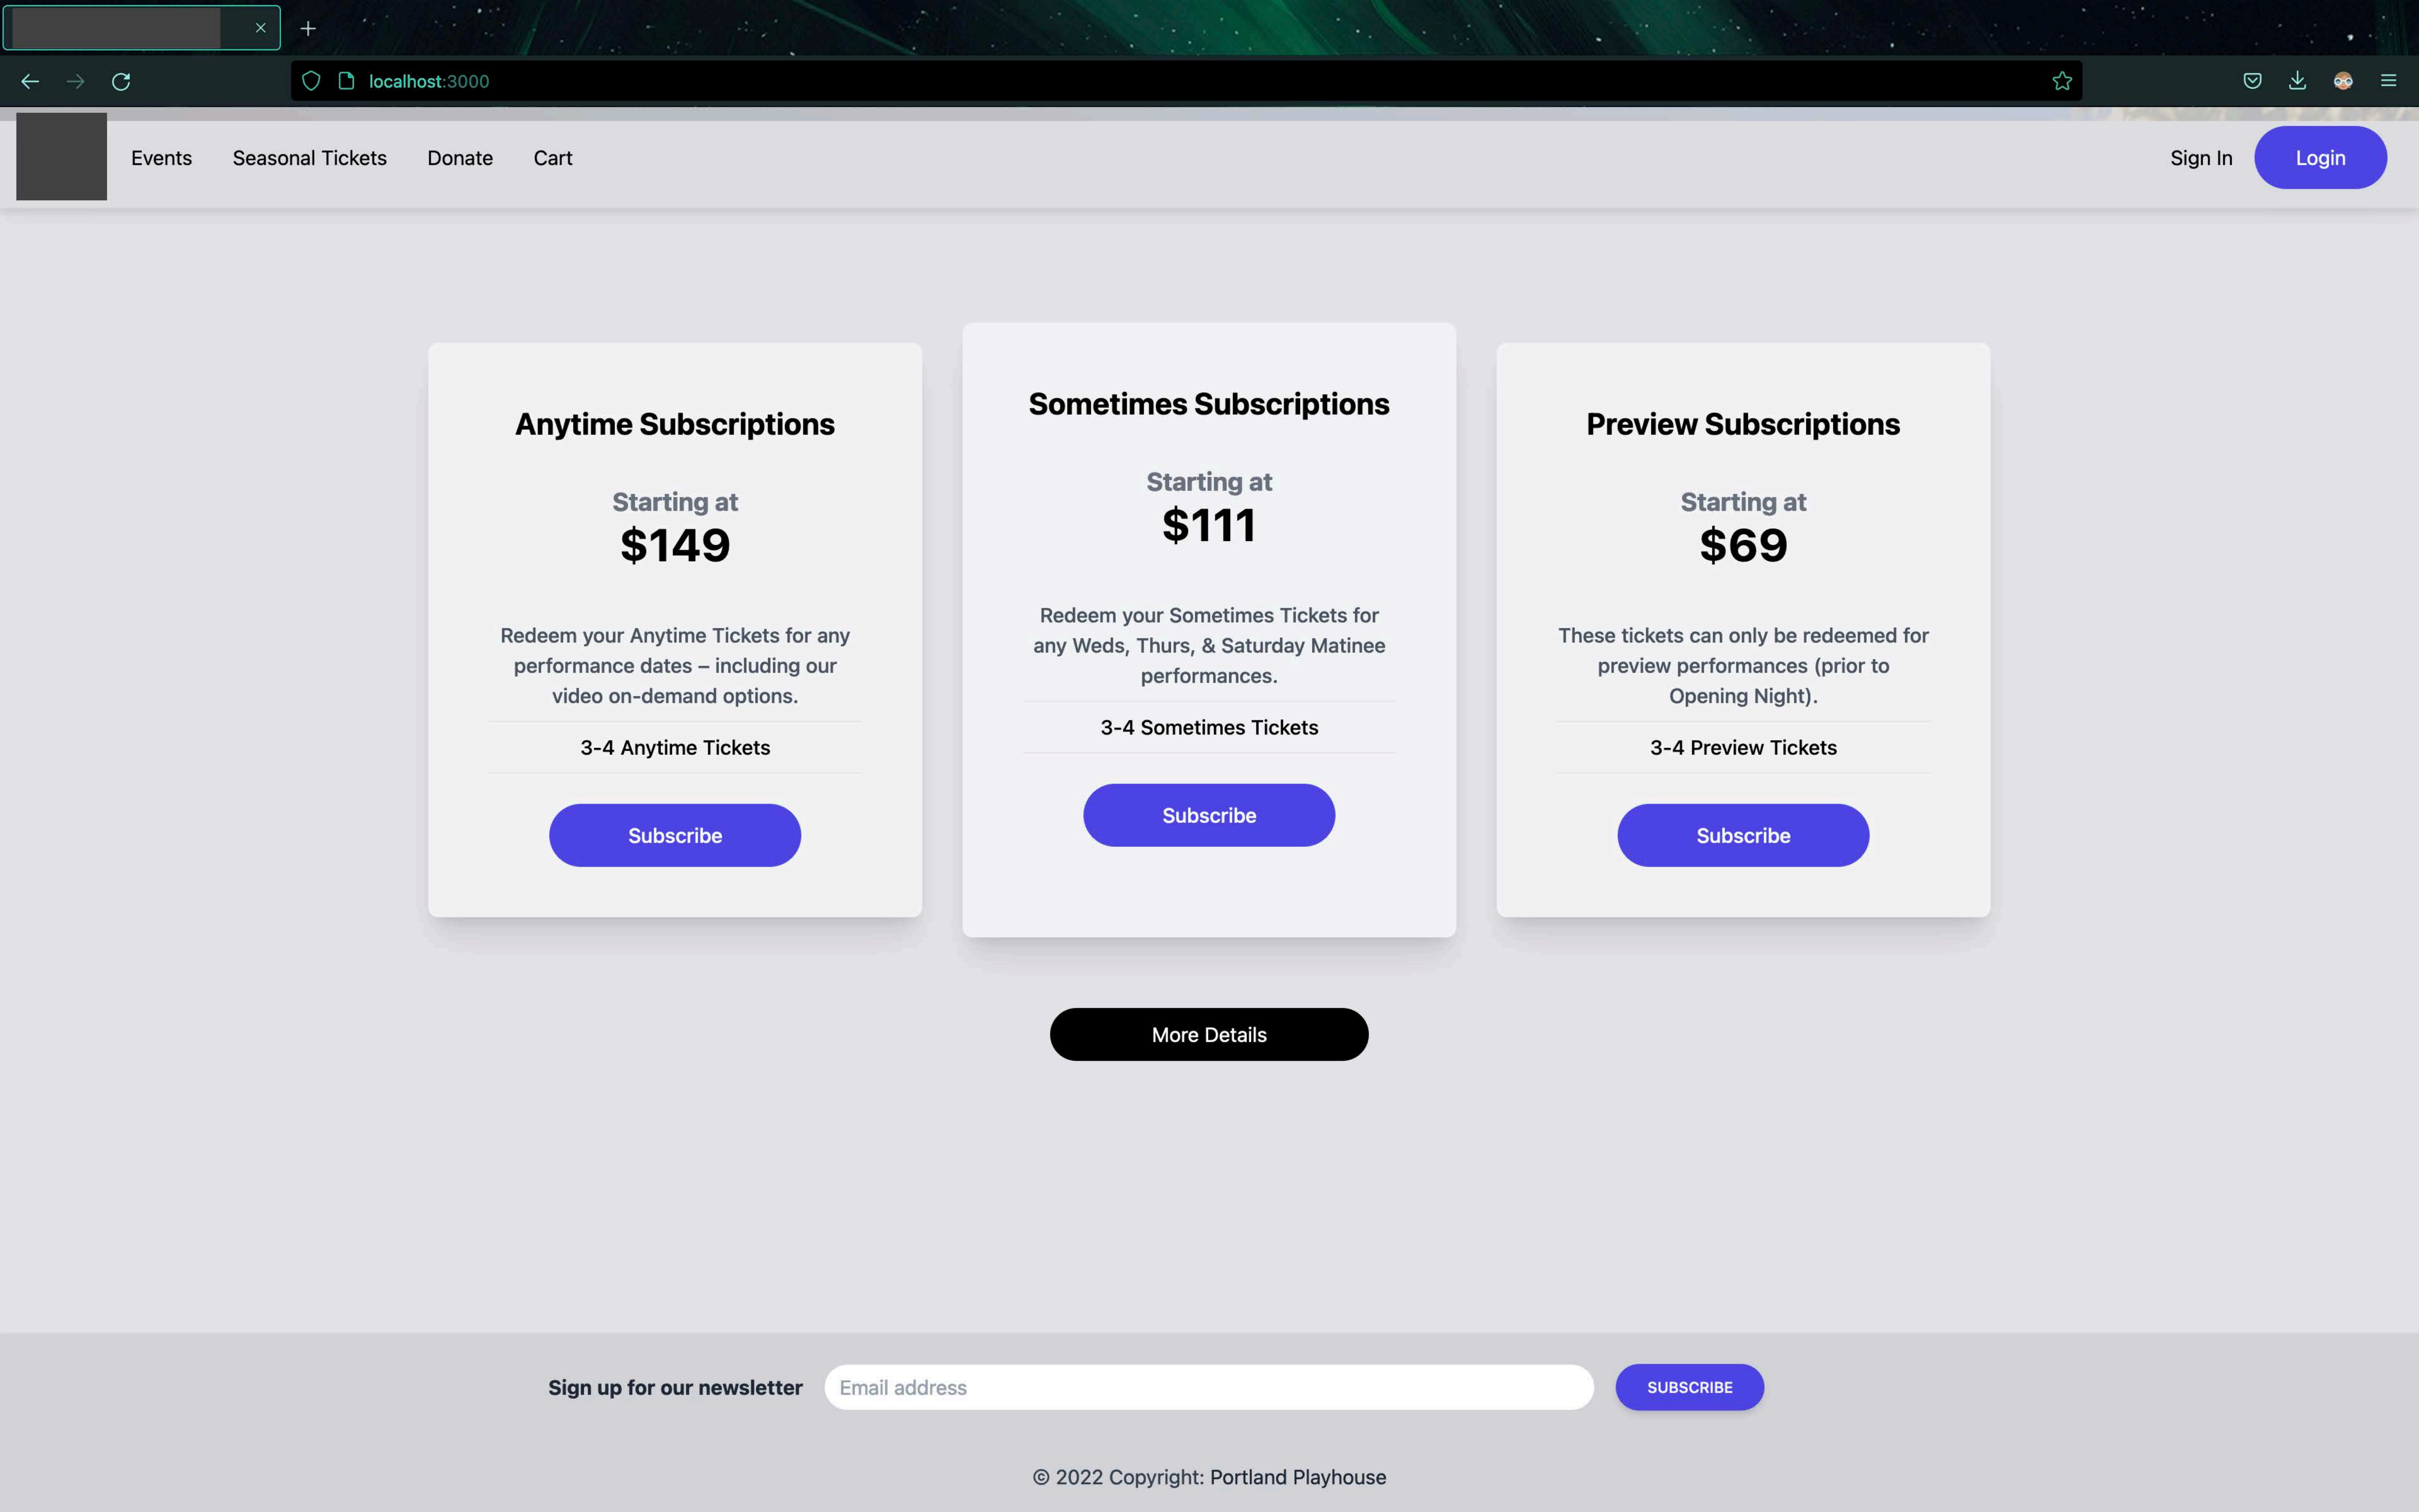 localhost:3000
Events
Seasonal Tickets
Donate
Cart
Sign In
Login
Anytime Subscriptions
Starting at
$149
Redeem your Anytime Tickets for any
performance dates – including our
video on-demand options.
3-4 Anytime Tickets
Subscribe
Sometimes Subscriptions
Starting at
$111
Redeem your Sometimes Tickets for
any Weds, Thurs, & Saturday Matinee
performances.
3-4 Sometimes Tickets
Subscribe
Preview Subscriptions
Starting at
$69
These tickets can only be redeemed for
preview performances (prior to
Opening Night).
3-4 Preview Tickets
Subscribe
More Details
Sign up for our newsletter
Email address
SUBSCRIBE
© 2022 Copyright: Portland Playhouse